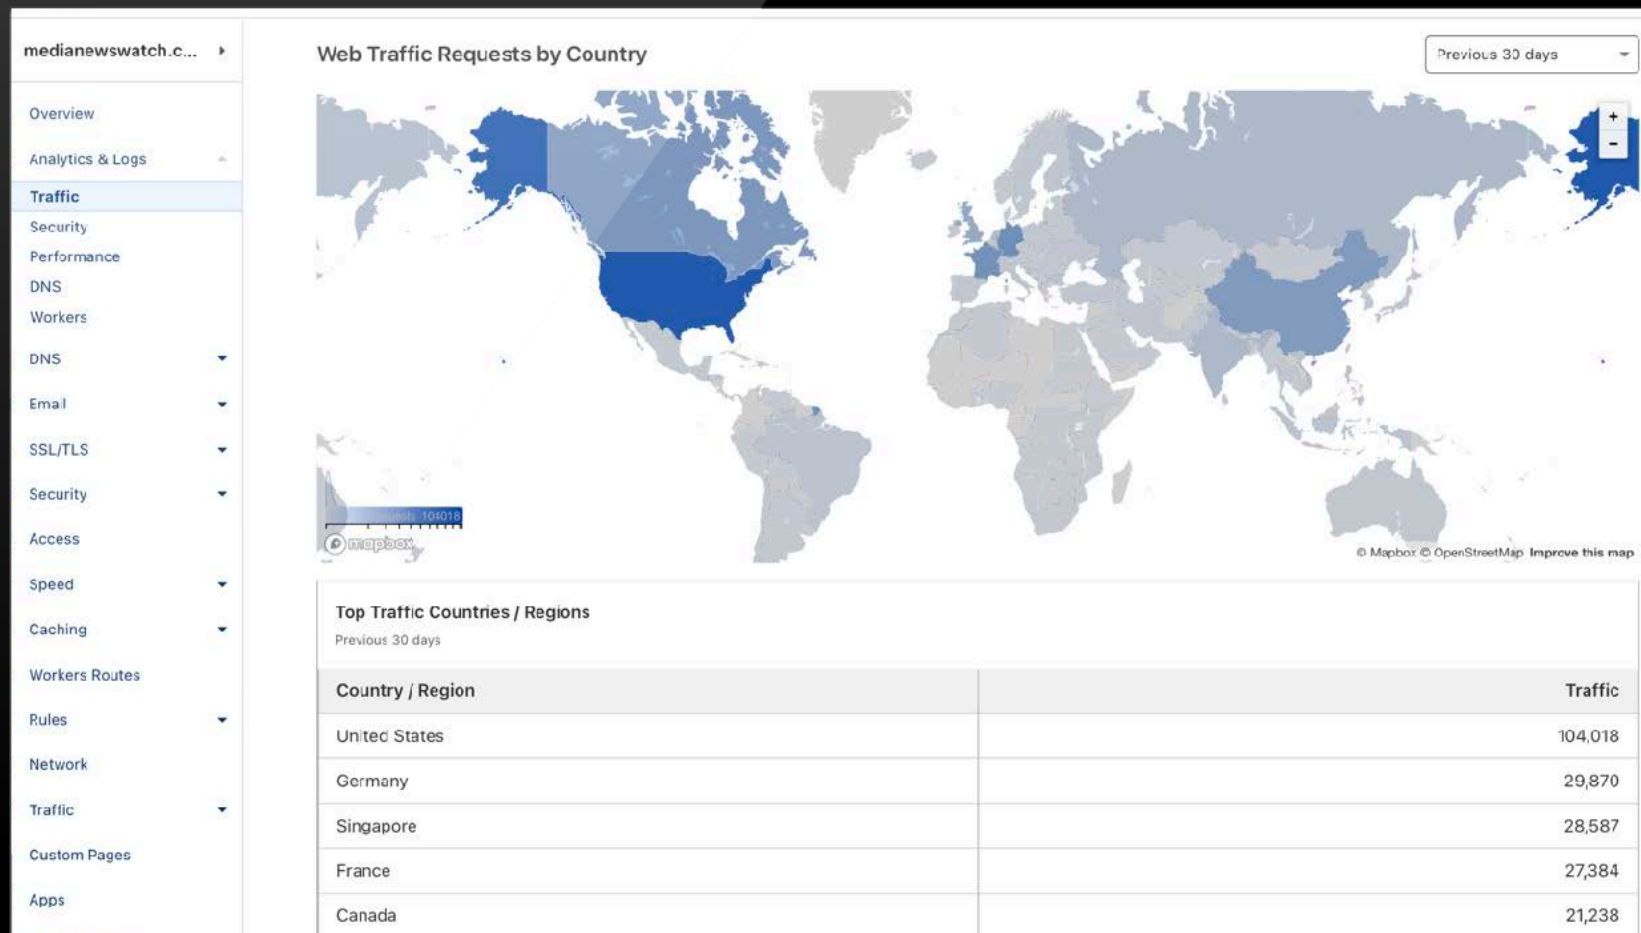 medianewswatch.c...
Overview
Analytics & Logs
Traffic
Security
Performance
DNS
Workers
DNS
Email
SSL/TLS
Security
Access
Speed
Caching
Workers Routes
Rules
Network
Traffic
Custom Pages
Apps
Web Traffic Requests by Country
Previous 30 days
+
-
104018
mapbox
© Mapbox © OpenStreetMap Improve this map
Top Traffic Countries / Regions
Previous 30 days
Country / Region Traffic
United States 104,018
Germany 29,870
Singapore 28,587
France 27,384
Canada 21,238